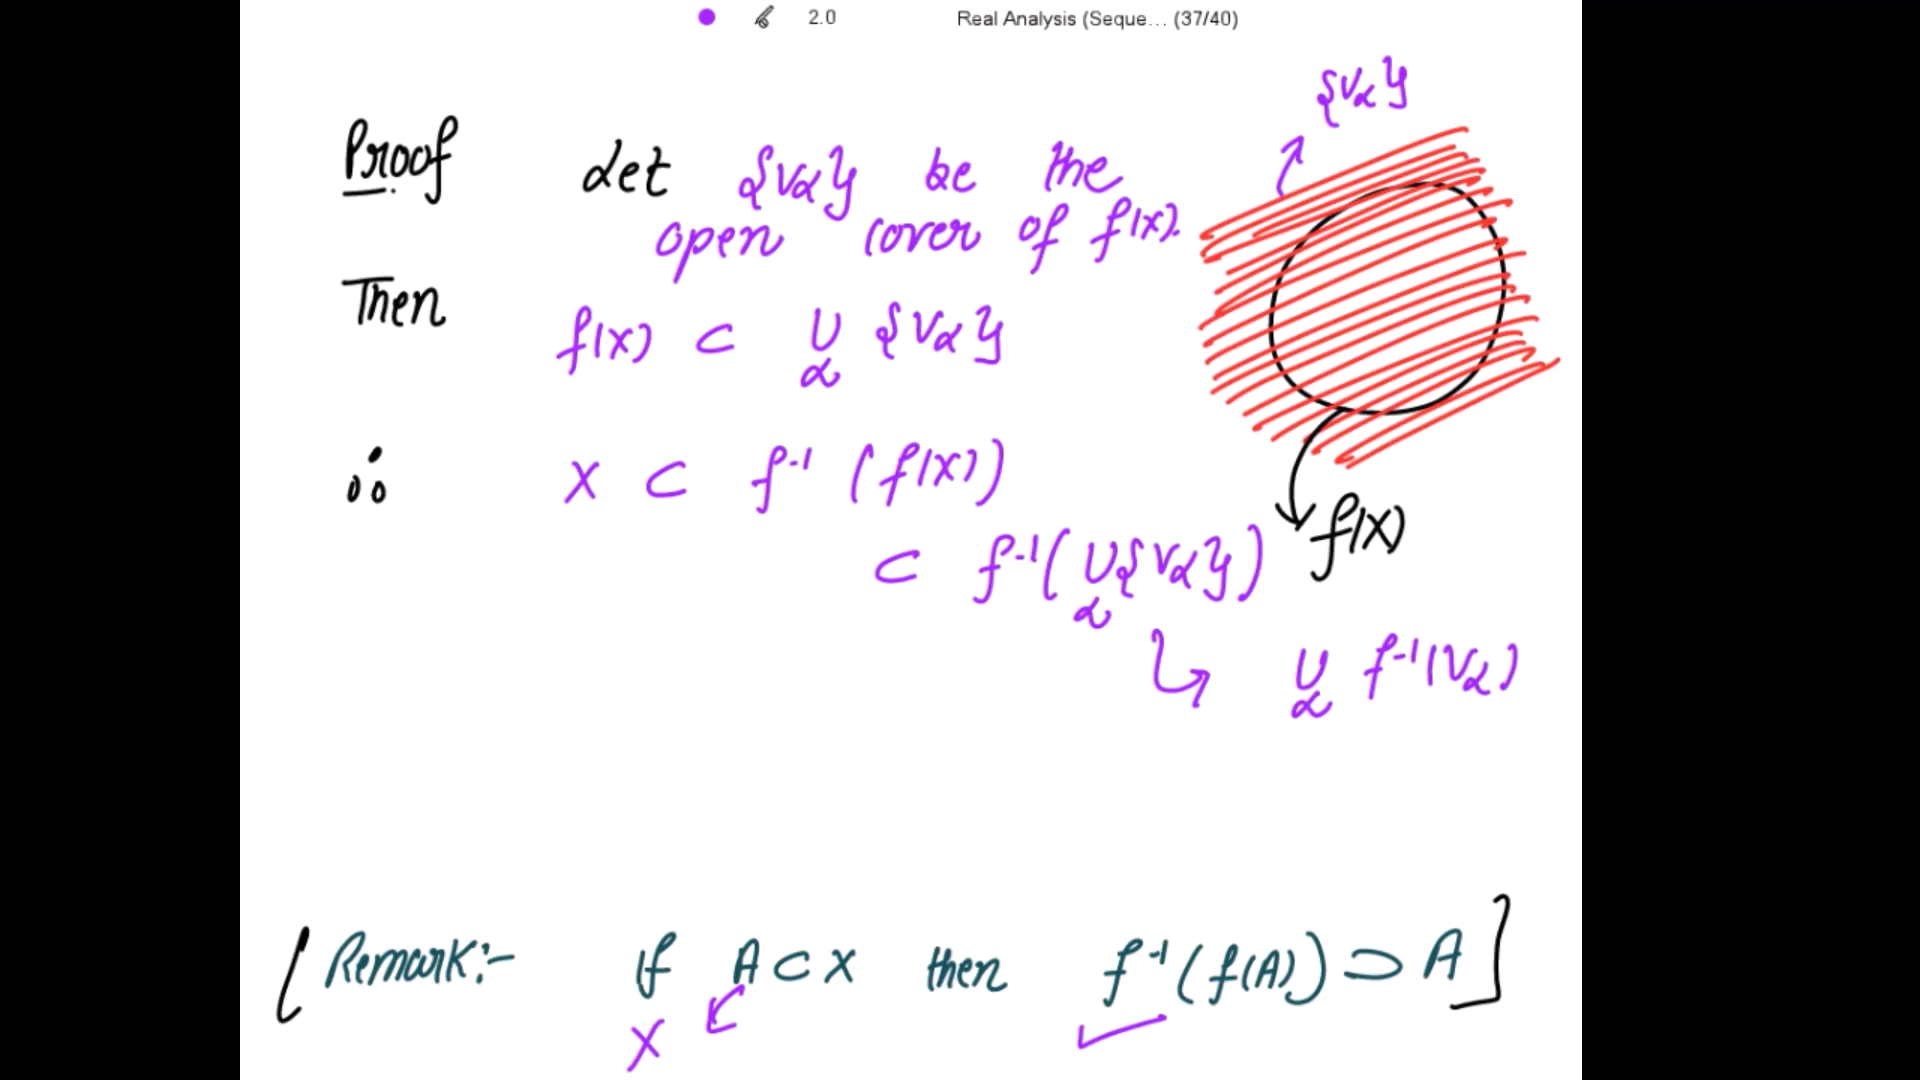 2.0 Real Analysis (Seque... (37/40)
{Vα}
Proof Let {Vα} be the
open cover of f(X).
Then f(X) ⊂ ∪α {Vα}
∴ X ⊂ f⁻¹ (f(X))
f(X)
⊂ f⁻¹(∪α{Vα})
↳ ∪α f⁻¹(Vα)
[Remark:- If A ⊂ X then f⁻¹(f(A)) ⊃ A]
X